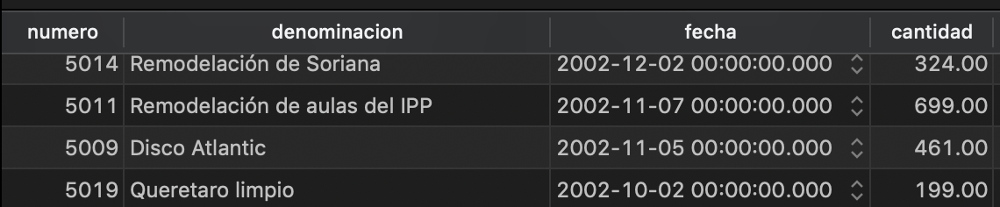 numero denominacion fecha cantidad
5014 Remodelación de Soriana 2002-12-02 00:00:00.000 324.00
5011 Remodelación de aulas del IPP 2002-11-07 00:00:00.000 699.00
5009 Disco Atlantic 2002-11-05 00:00:00.000 461.00
5019 Queretaro limpio 2002-10-02 00:00:00.000 199.00